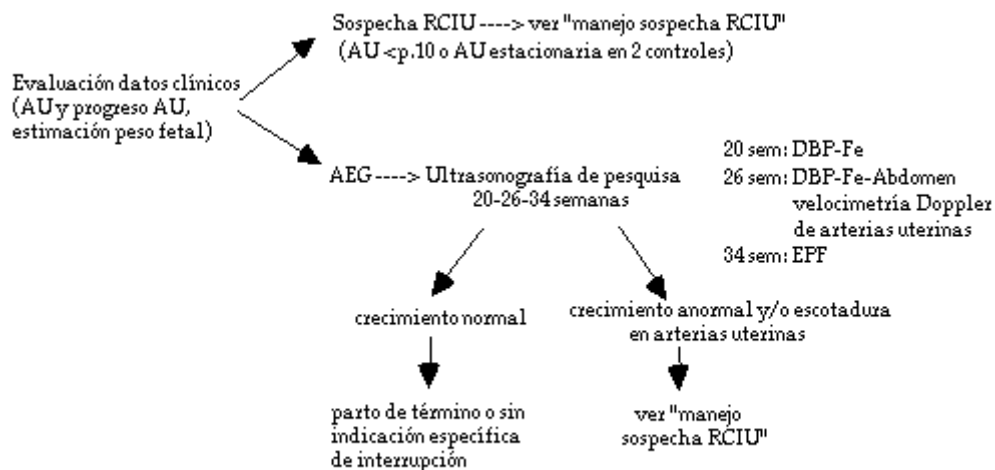 Sospecha RCIU ----> ver "manejo sospecha RCIU"
(AU <p.10 o AU estacionaria en 2 controles)
Evaluación datos clínicos
(AU y progreso AU,
estimación peso fetal)
AEG ----> Ultrasonografía de pesquisa
20-26-34 semanas
20 sem: DBP-Fe
26 sem: DBP-Fe-Abdomen
velocimetría Doppler
de arterias uterinas
34 sem: EPF
crecimiento normal
crecimiento anormal y/o escotadura
en arterias uterinas
parto de término o sin
indicación específica
de interrupción
ver "manejo
sospecha RCIU"